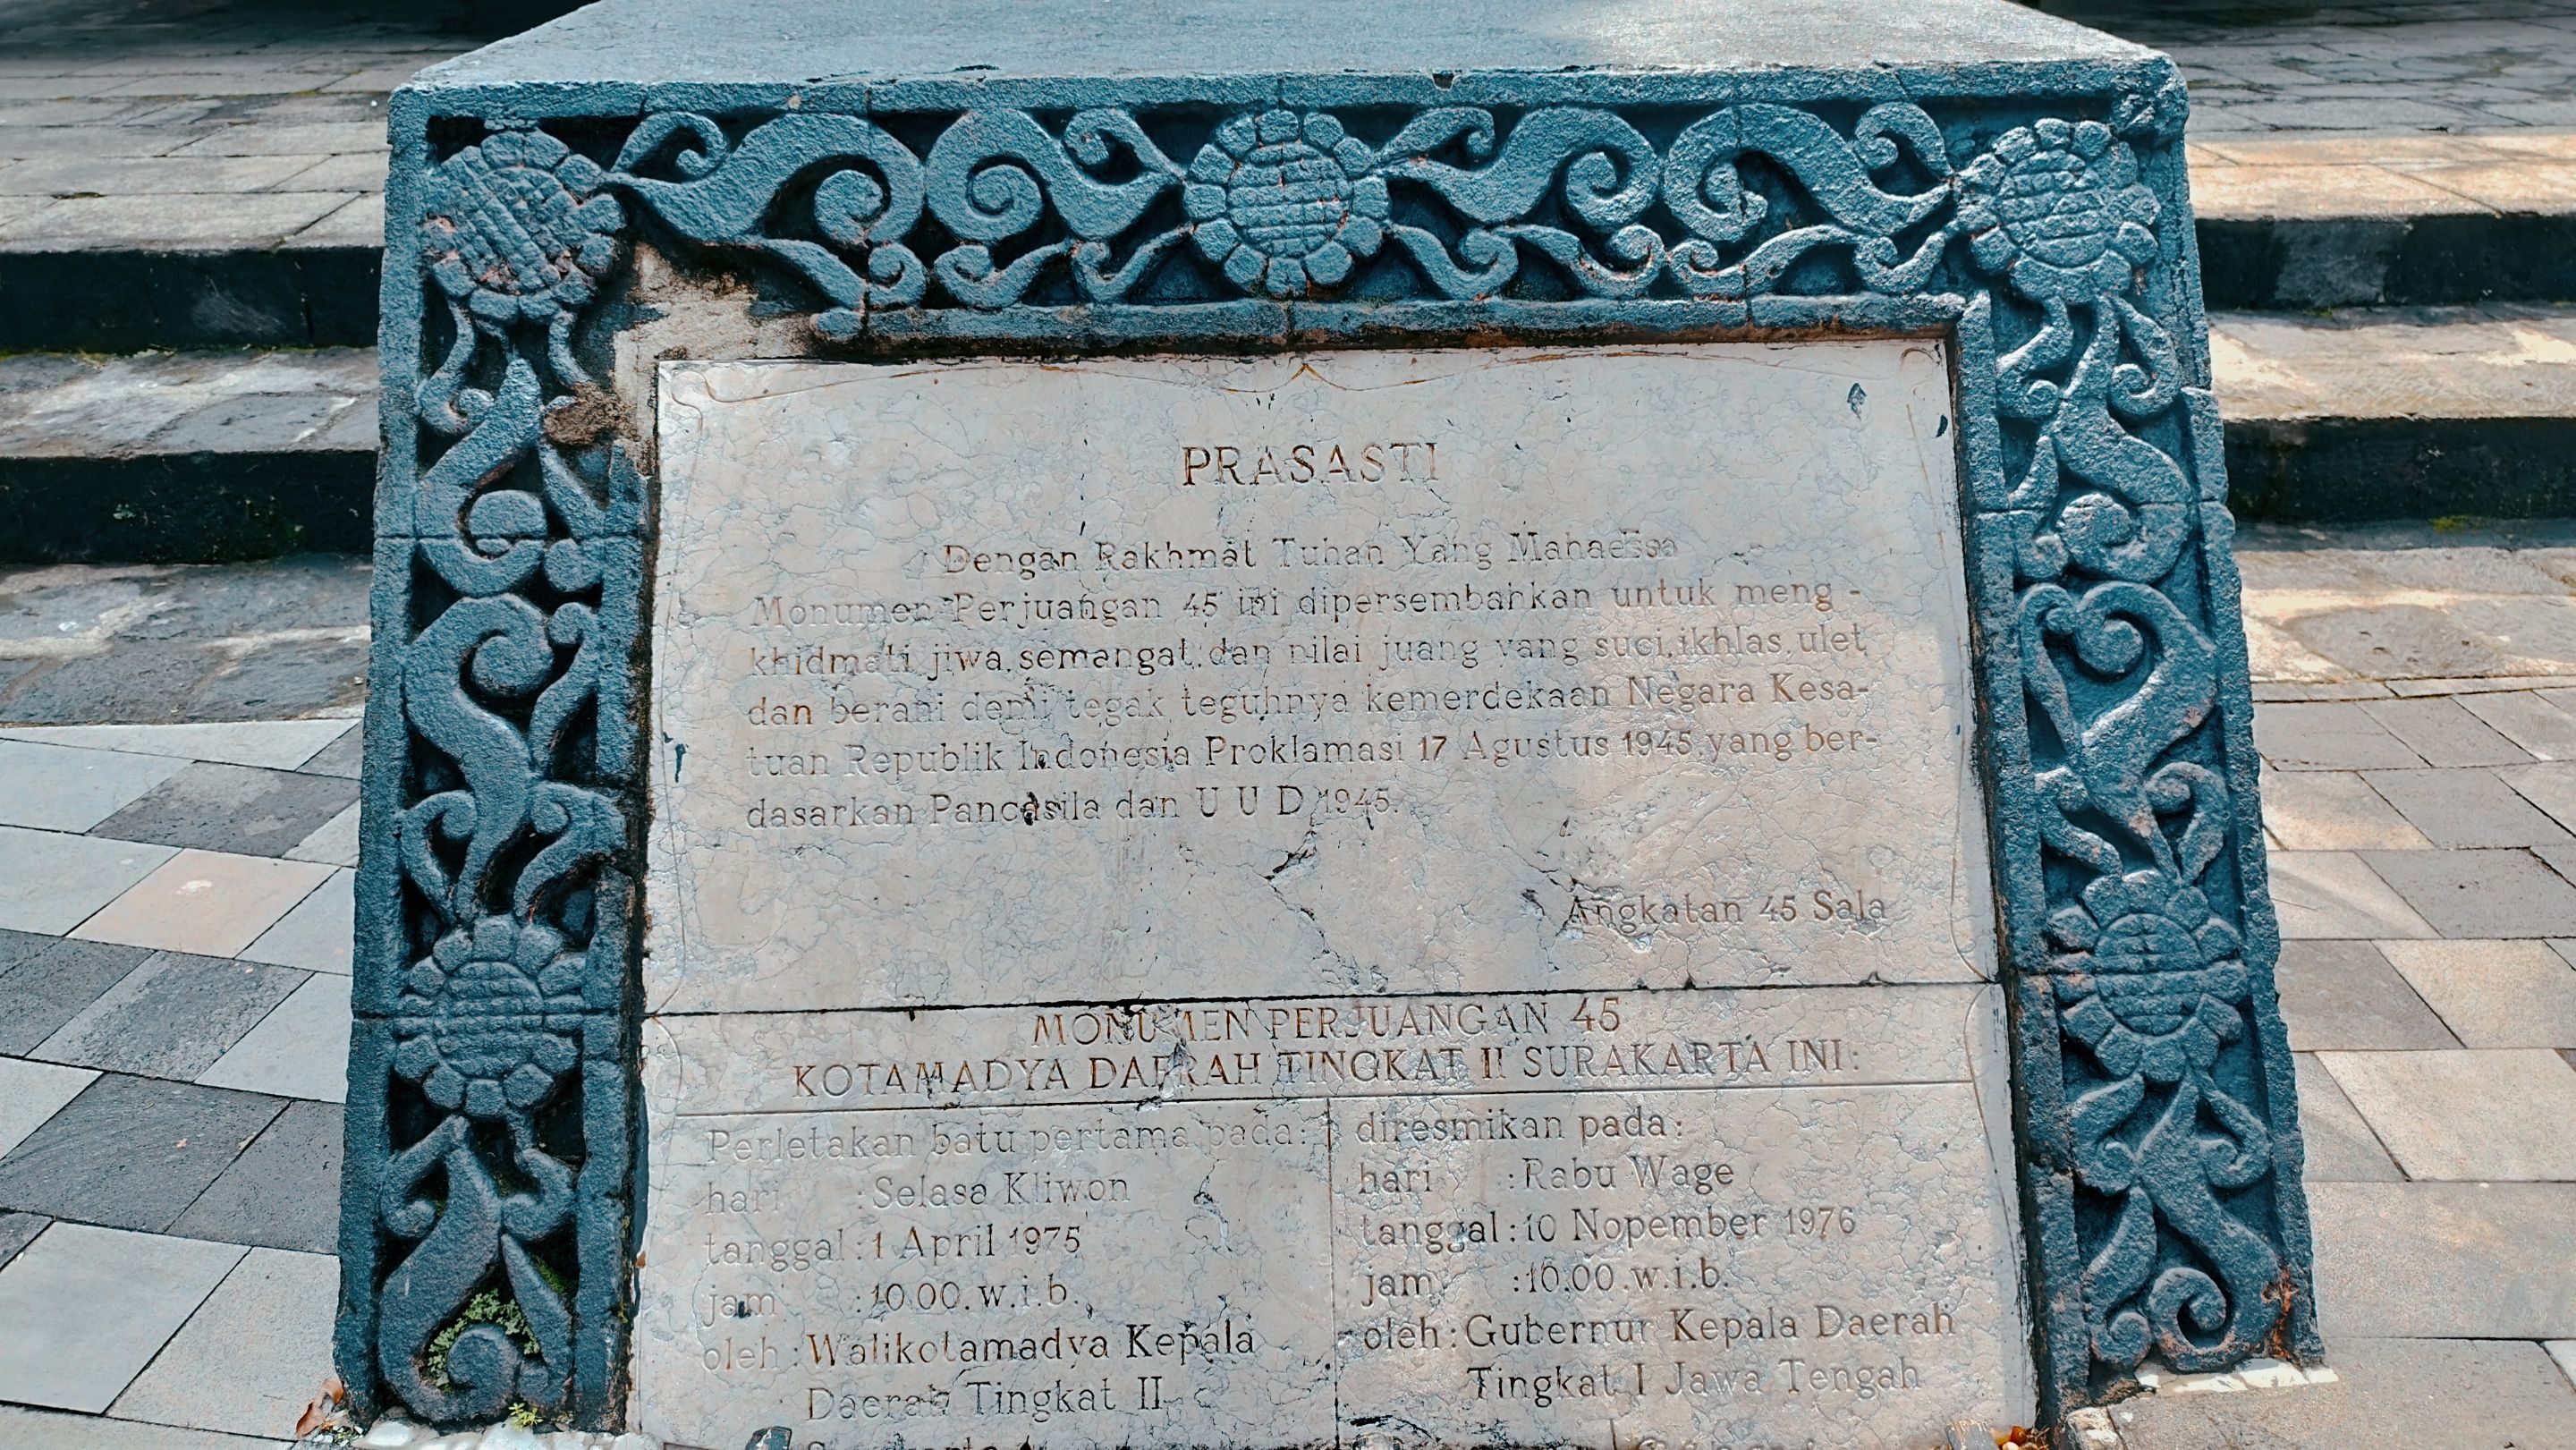 PRASASTI
Dengan Rakhmat Tuhan Yang Mahaessa
Monumen Perjuangan 45 ini dipersembahkan untuk meng -
khidmati jiwa, semangat, dan nilai juang yang suci, ikhlas, ulet
dan berani demi tegak teguhnya kemerdekaan Negara Kesa-
tuan Republik Indonesia Proklamasi 17 Agustus 1945, yang ber-
dasarkan Pancasila dan U U D 1945.
Angkatan 45 Sala
MONUMEN PERJUANGAN 45
KOTAMADYA DAERAH TINGKAT II SURAKARTA INI:
Perletakan batu pertama pada:
hari : Selasa Kliwon
tanggal : 1 April 1975
jam : 10.00. w.i.b.
oleh : Walikotamadya Kepala
Daerah Tingkat II
Surakarta
diresmikan pada:
hari : Rabu Wage
tanggal : 10 Nopember 1976
jam : 10.00. w.i.b.
oleh : Gubernur Kepala Daerah
Tingkat I Jawa Tengah